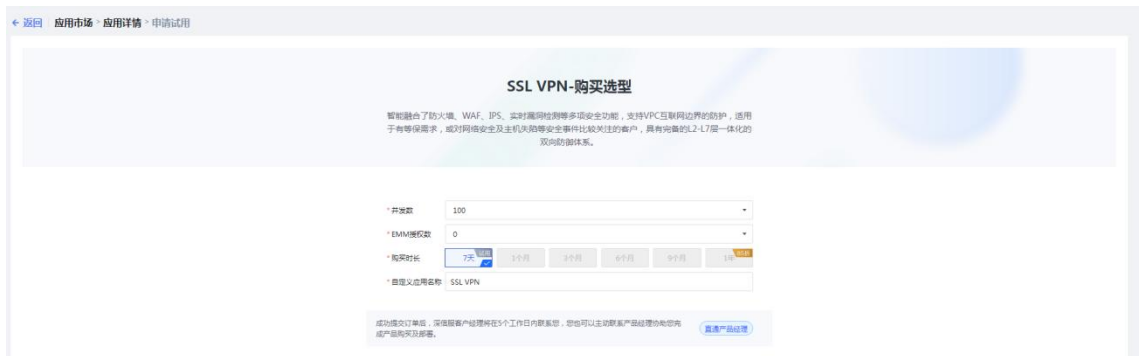 ← 返回 应用市场 > 应用详情 > 申请试用
SSL VPN-购买选型
智能融合了防火墙、WAF、IPS、实时漏洞检测等多项安全功能,支持VPC互联网边界的防护,适用
于有等保需求,或对网络安全及主机失陷等安全事件比较关注的客户,具有完备的L2-L7层一体化的
双向防御体系。
*并发数 100
*EMM授权数 0
*购买时长 7天 试用 1个月 3个月 6个月 9个月 1年
*自定义应用名称 SSL VPN
成功提交订单后,深信服客户经理将在5个工作日内联系您,您也可以主动联系产品经理协助您完
成产品购买及部署。
直通产品经理